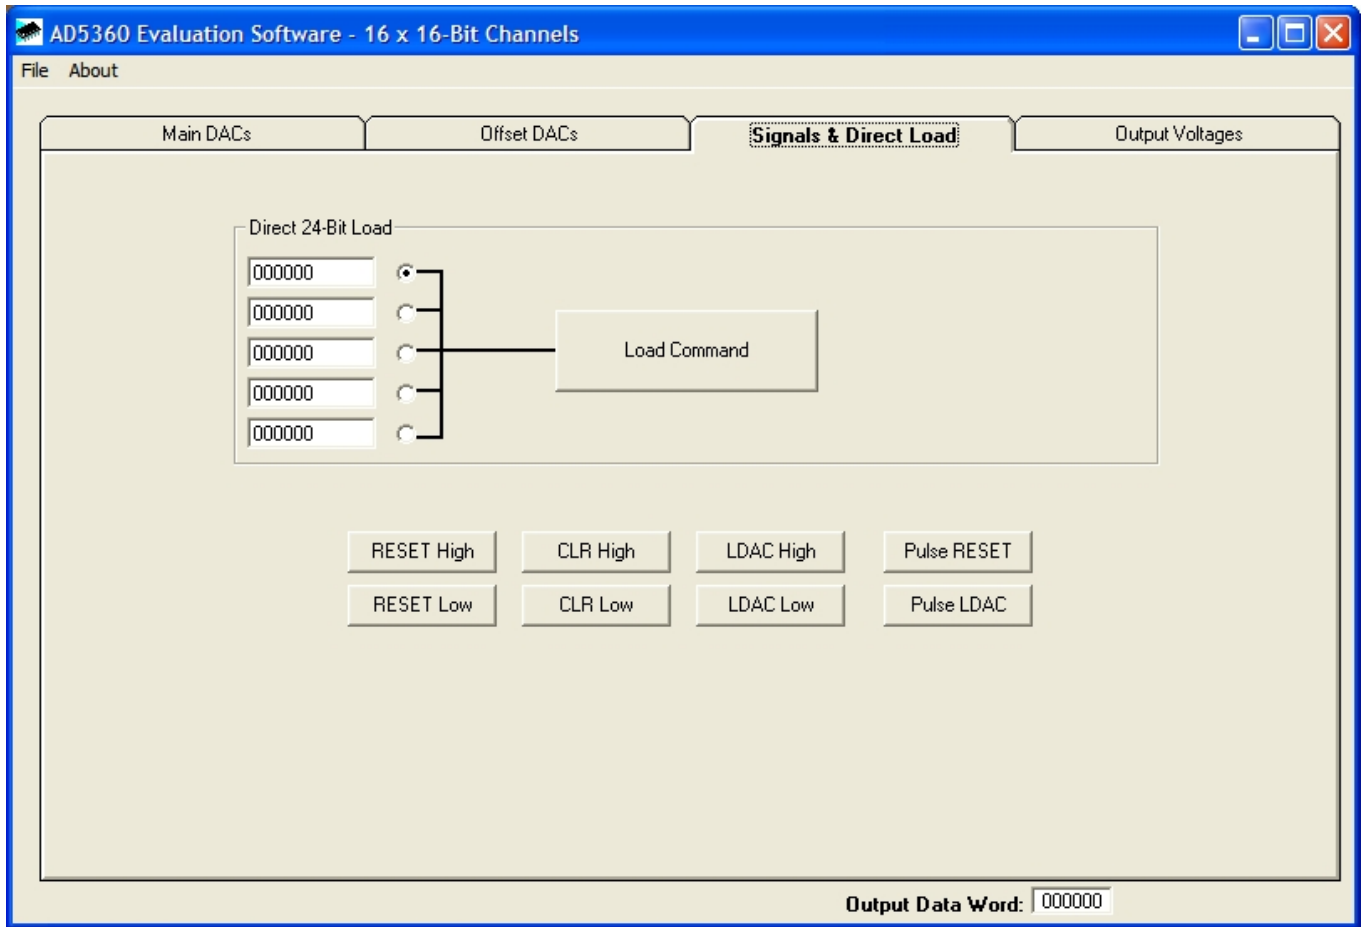 AD5360 Evaluation Software - 16 x 16-Bit Channels
File About
Main DACs Offset DACs Signals & Direct Load Output Voltages
Direct 24-Bit Load
000000
000000
000000
Load Command
000000
000000
RESET High CLR High LDAC High Pulse RESET
RESET Low CLR Low LDAC Low Pulse LDAC
Output Data Word: 000000